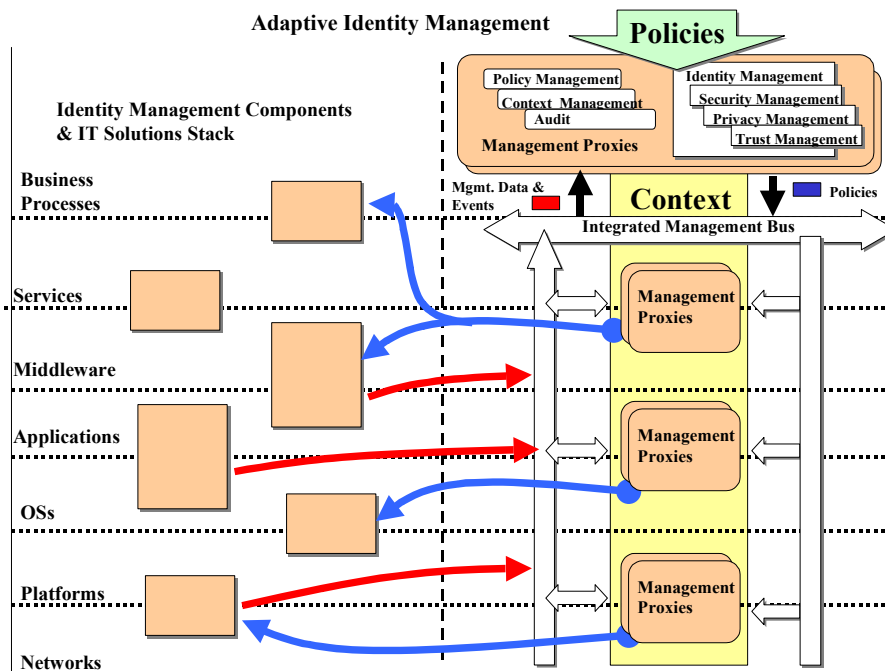 Adaptive Identity Management
Policies
Policy Management
Context Management
Audit
Management Proxies
Identity Management
Security Management
Privacy Management
Trust Management
Identity Management Components
& IT Solutions Stack
Mgmt. Data &
Events
Context
Policies
Integrated Management Bus
Business
Processes
Services
Management
Proxies
Middleware
Applications
Management
Proxies
OSs
Platforms
Management
Proxies
Networks